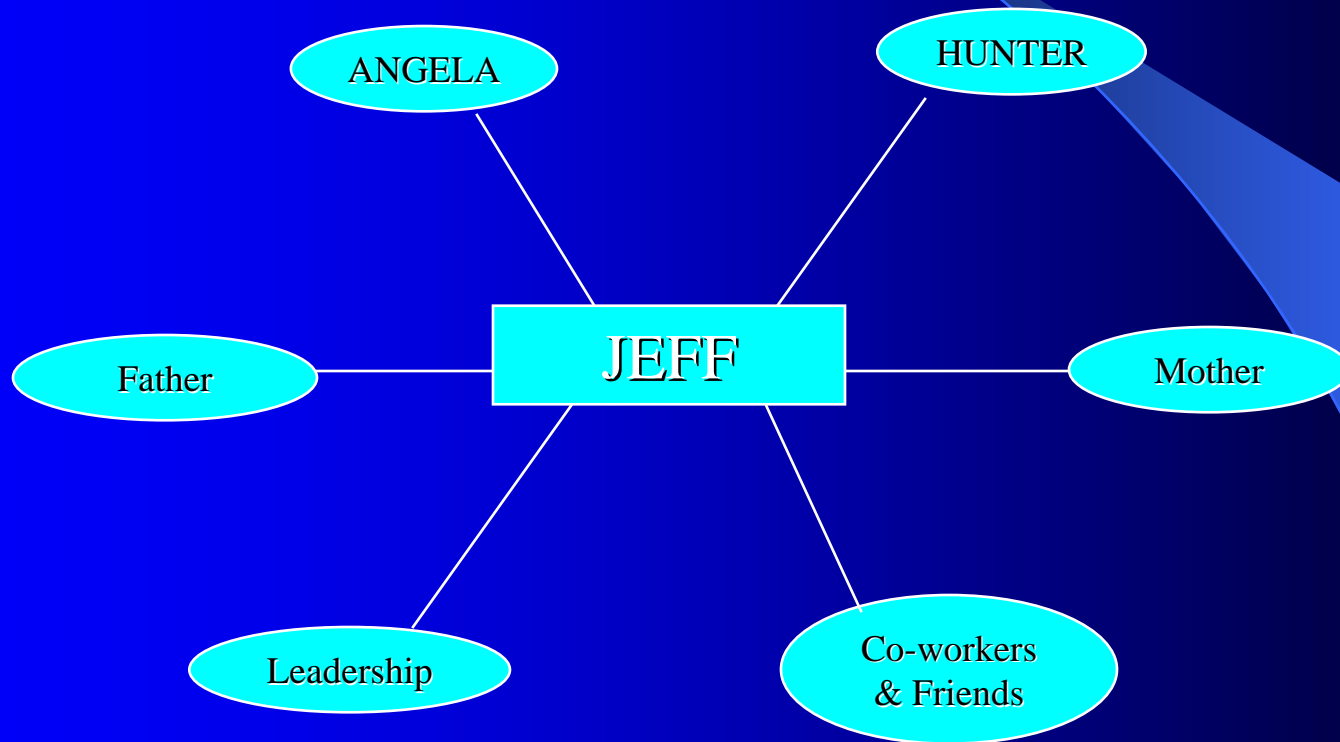 ANGELA
HUNTER
JEFF
Father
Mother
Leadership
Co-workers
& Friends